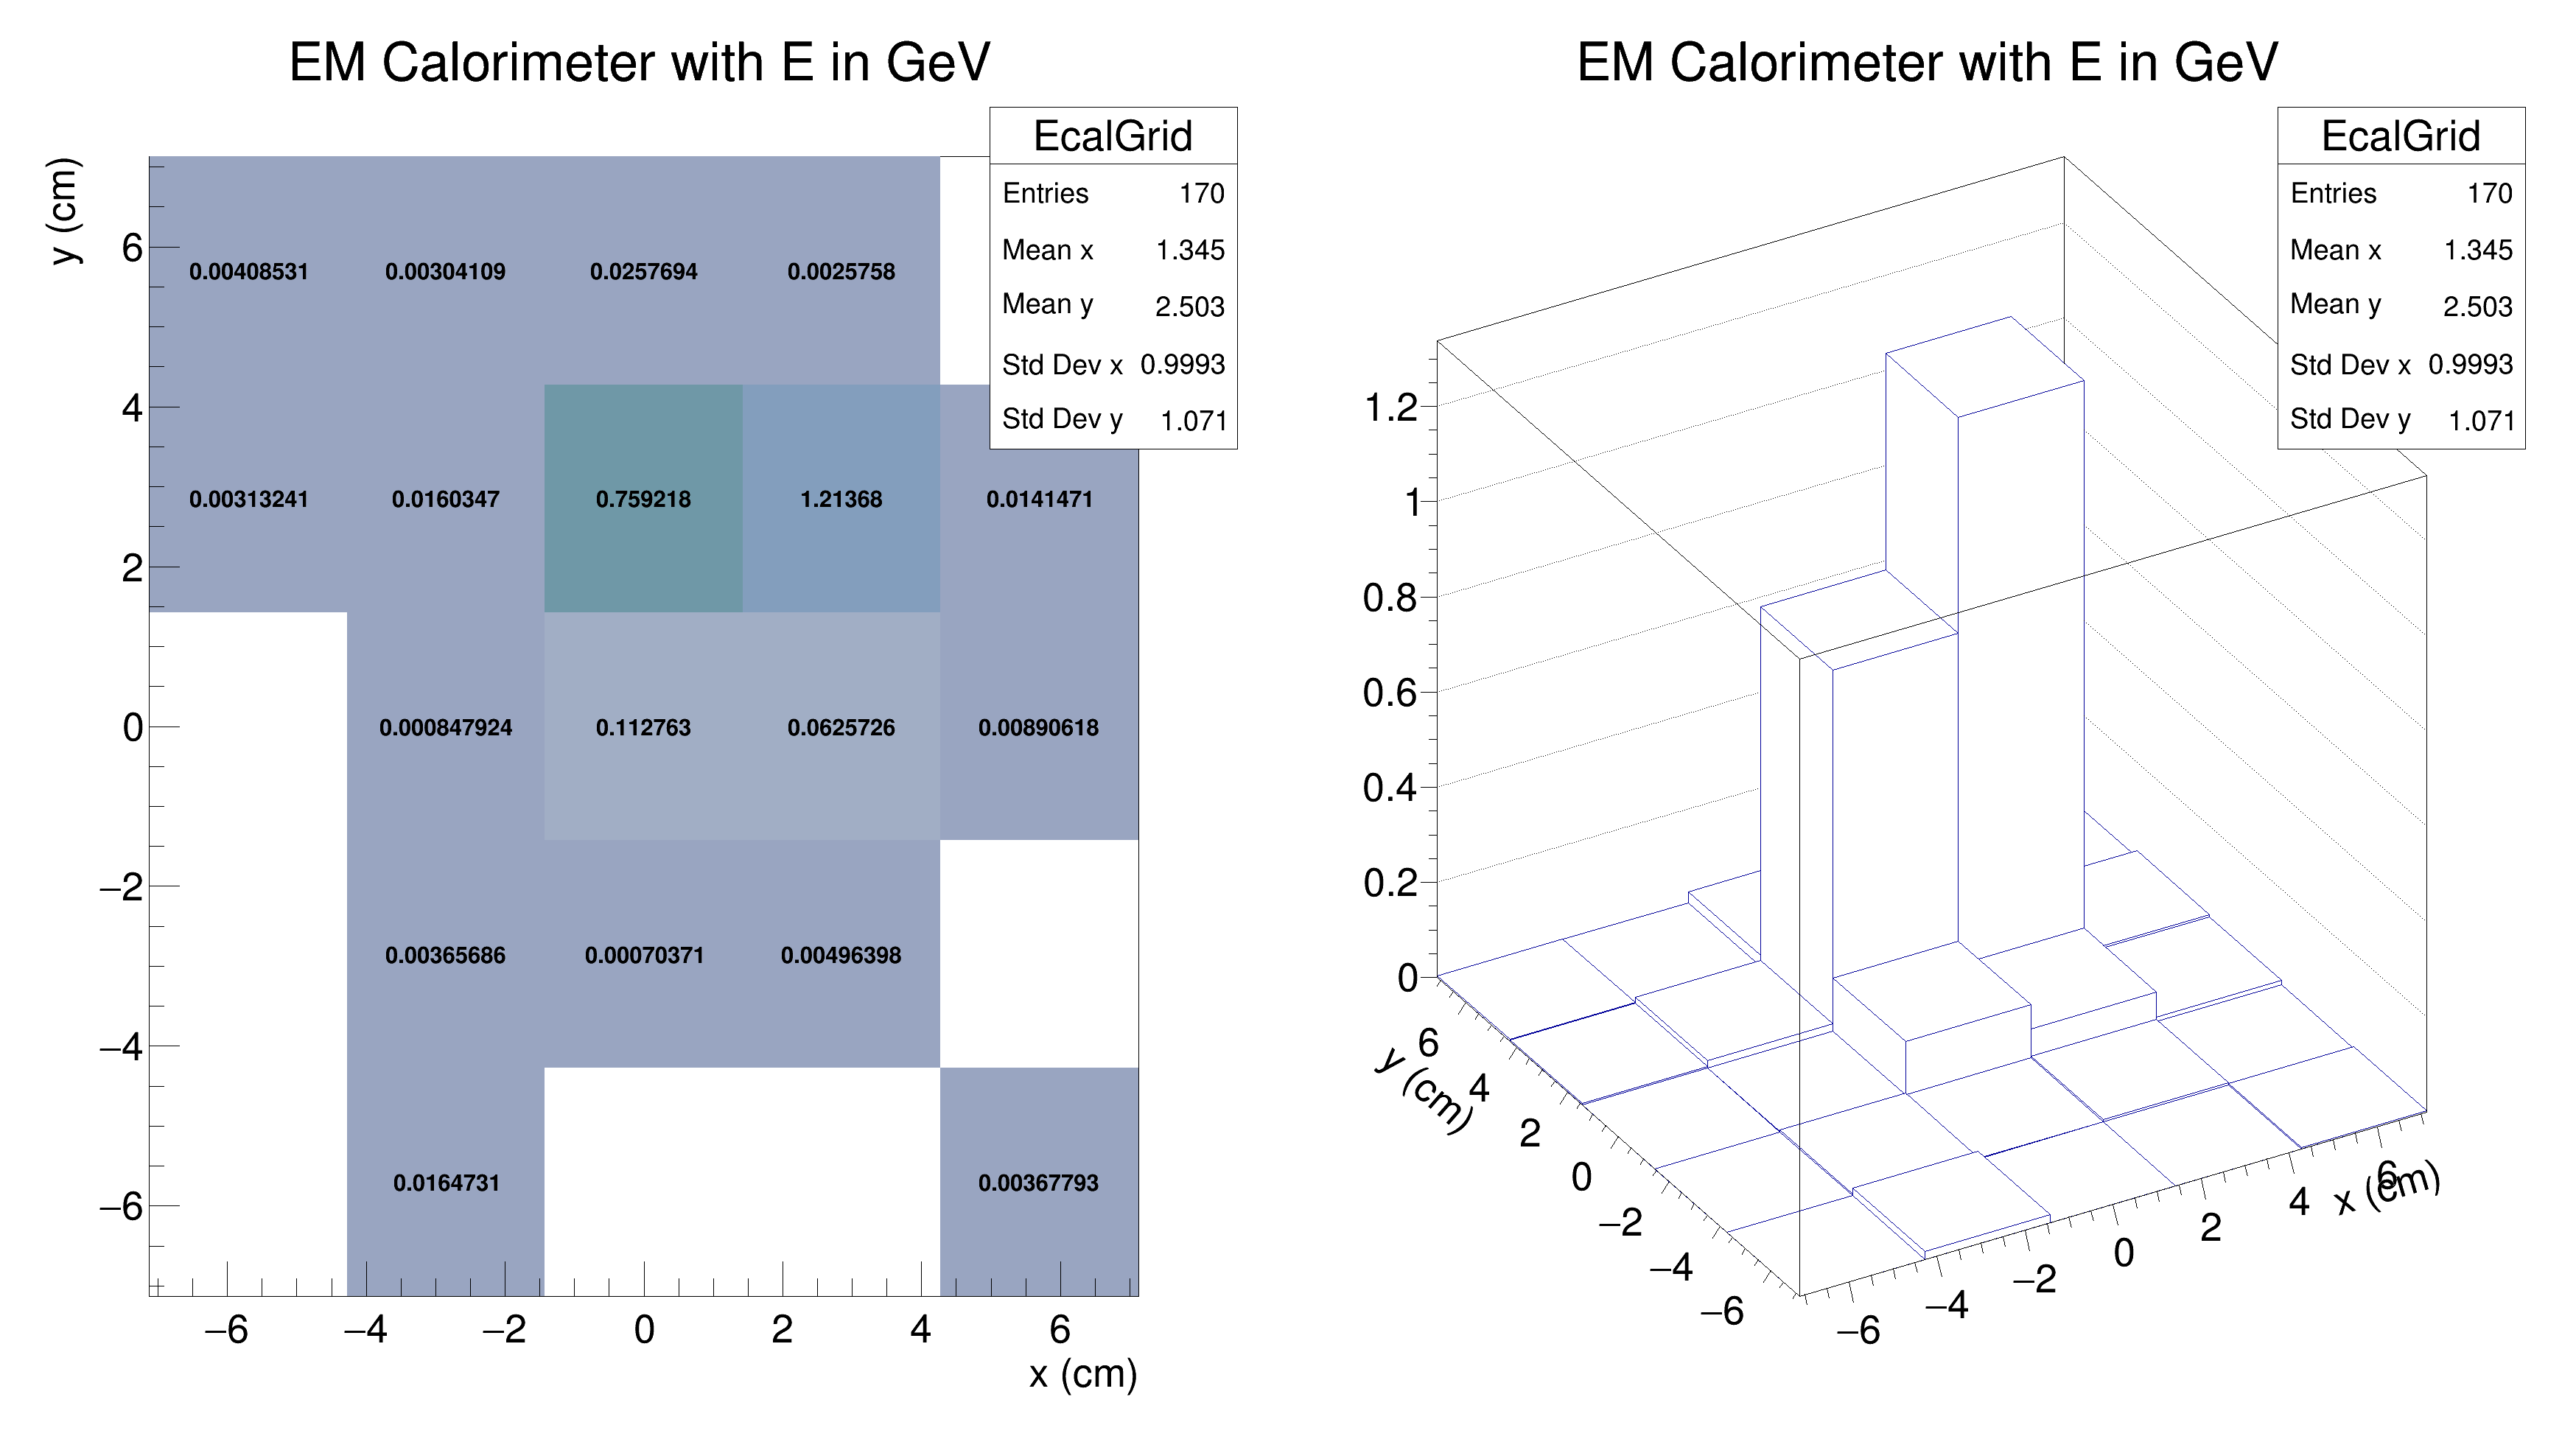 EM Calorimeter with E in GeV
EcalGrid
Entries 170
Mean x 1.345
Mean y 2.503
Std Dev x 0.9993
Std Dev y 1.071
y (cm)
6
4
2
0
−2
−4
−6
0.00408531 0.00304109 0.0257694 0.0025758
0.00313241 0.0160347 0.759218 1.21368 0.0141471
0.000847924 0.112763 0.0625726 0.00890618
0.00365686 0.00070371 0.00496398
0.0164731 0.00367793
−6 −4 −2 0 2 4 6
x (cm)
EM Calorimeter with E in GeV
EcalGrid
Entries 170
Mean x 1.345
Mean y 2.503
Std Dev x 0.9993
Std Dev y 1.071
1.2
1
0.8
0.6
0.4
0.2
0
y (cm)
6
4
2
0
−2
−4
−6
−6 −4 −2 0 2 4 6
x (cm)